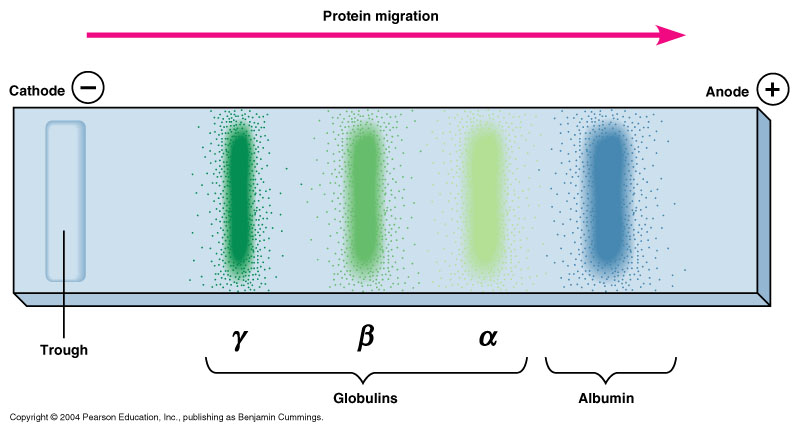 Protein migration
Cathode −
Anode +
Trough
γ β α
Globulins Albumin
Copyright © 2004 Pearson Education, Inc., publishing as Benjamin Cummings.